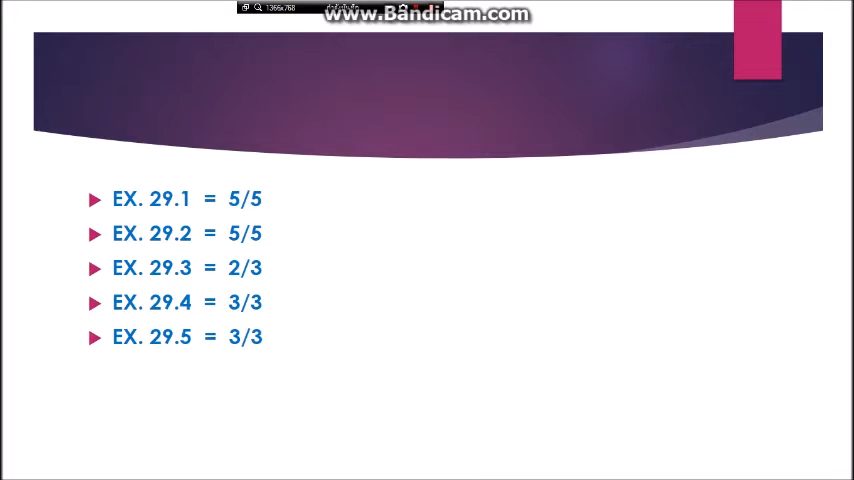 1366x768
www.Bandicam.com
EX. 29.1 = 5/5
EX. 29.2 = 5/5
EX. 29.3 = 2/3
EX. 29.4 = 3/3
EX. 29.5 = 3/3